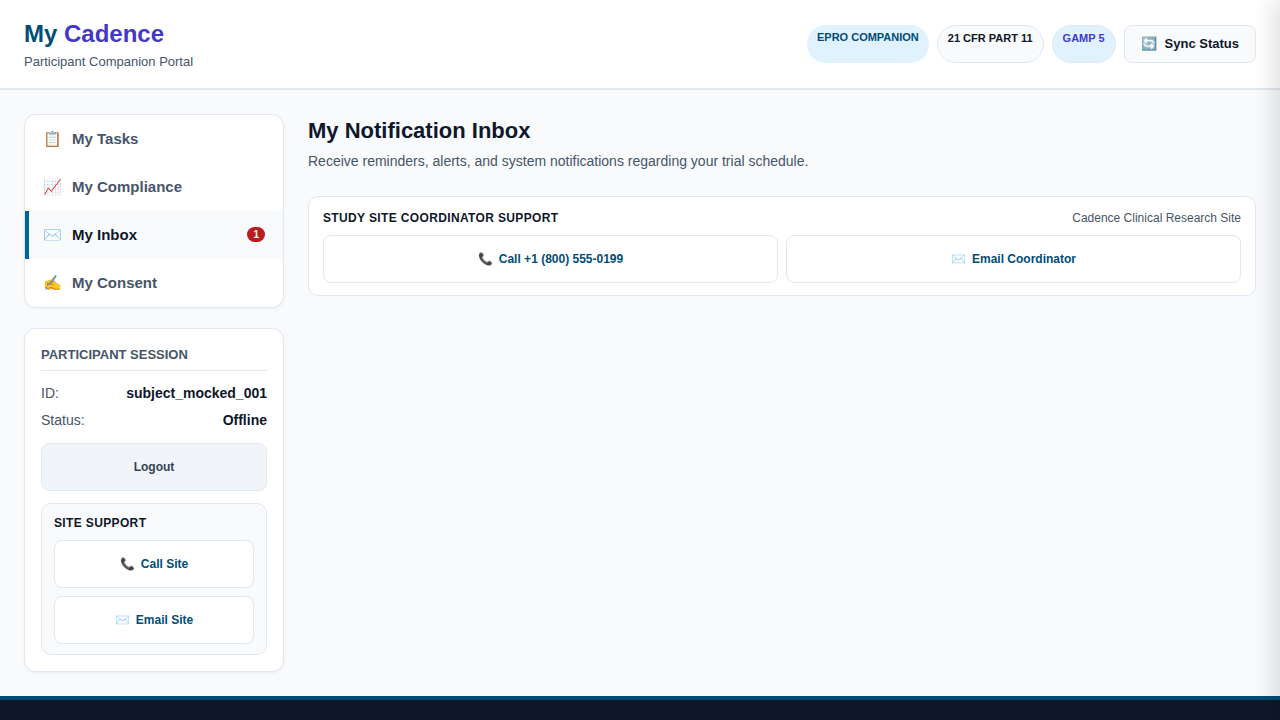 My Cadence
Participant Companion Portal
EPRO COMPANION
21 CFR PART 11
GAMP 5
Sync Status
My Tasks
My Compliance
My Inbox
1
My Consent
PARTICIPANT SESSION
ID: subject_mocked_001
Status: Offline
Logout
SITE SUPPORT
Call Site
Email Site
My Notification Inbox
Receive reminders, alerts, and system notifications regarding your trial schedule.
STUDY SITE COORDINATOR SUPPORT
Cadence Clinical Research Site
Call +1 (800) 555-0199
Email Coordinator